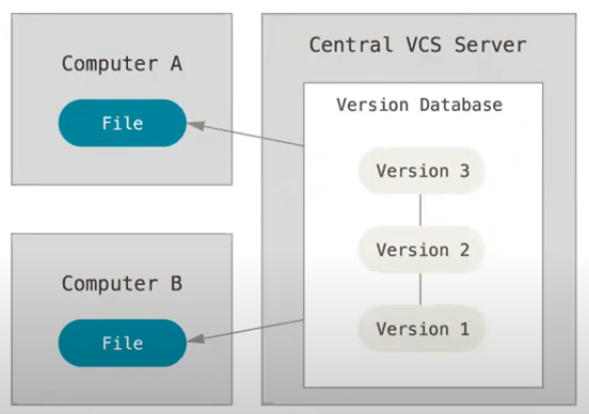 Computer A
File
Central VCS Server
Version Database
Version 3
Version 2
Version 1
Computer B
File